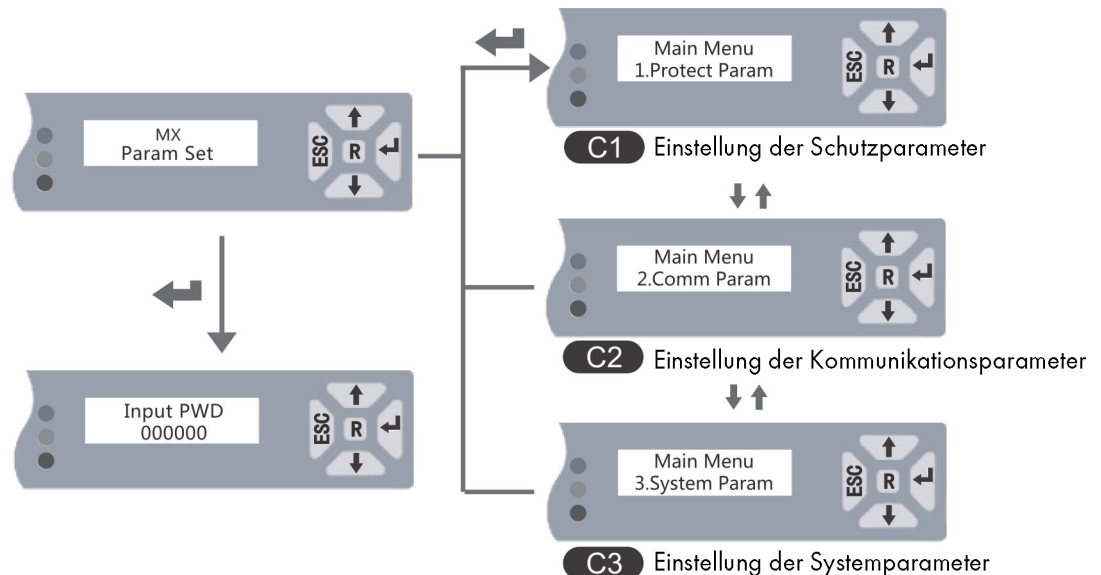 MX
Param Set
ESC
R
Input PWD
000000
ESC
R
Main Menu
1.Protect Param
ESC
R
C1 Einstellung der Schutzparameter
Main Menu
2.Comm Param
ESC
R
C2 Einstellung der Kommunikationsparameter
Main Menu
3.System Param
ESC
R
C3 Einstellung der Systemparameter